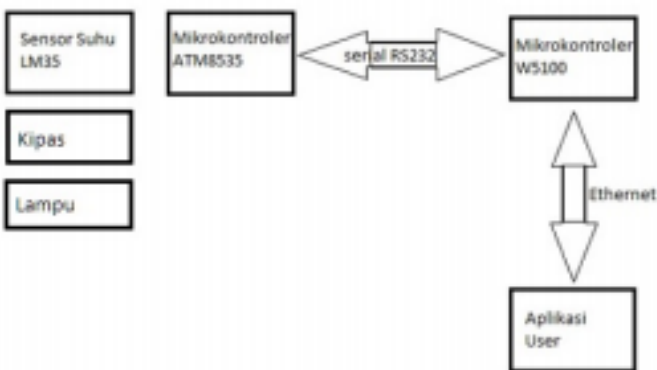 Sensor Suhu
LM35
Mikrokontroler
ATM8535
serial RS232
Mikrokontroler
W5100
Kipas
Lampu
Ethernet
Aplikasi
User